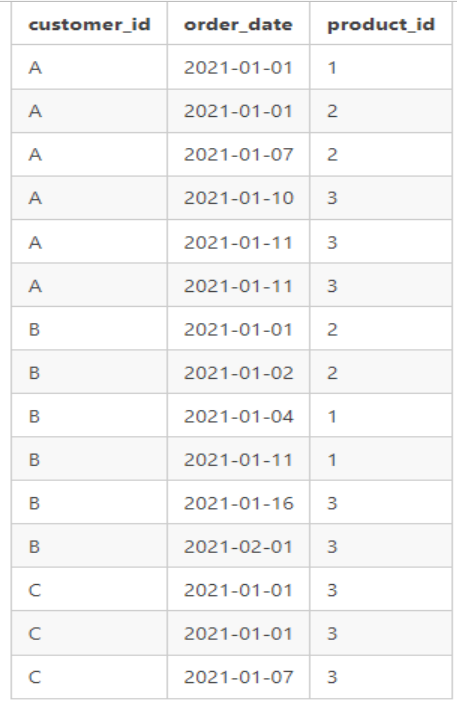 customer_id order_date product_id
A 2021-01-01 1
A 2021-01-01 2
A 2021-01-07 2
A 2021-01-10 3
A 2021-01-11 3
A 2021-01-11 3
B 2021-01-01 2
B 2021-01-02 2
B 2021-01-04 1
B 2021-01-11 1
B 2021-01-16 3
B 2021-02-01 3
C 2021-01-01 3
C 2021-01-01 3
C 2021-01-07 3